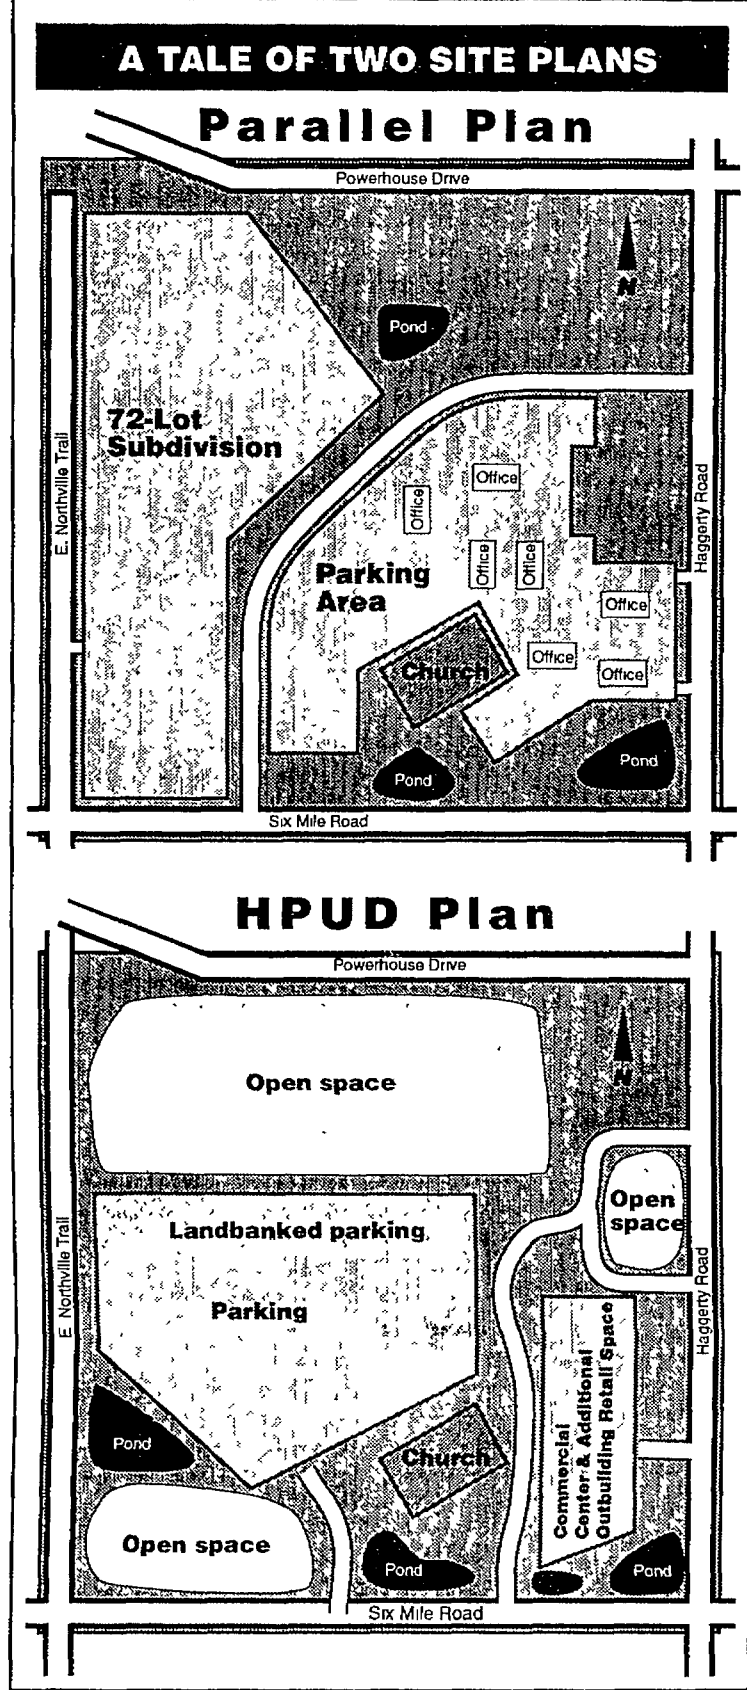 A TALE OF TWO SITE PLANS
Parallel Plan
Powerhouse Drive
N
Pond
72-Lot
Subdivision
E. Northville Trail
Haggerty Road
Office
Office
Office
Office
Parking
Area
Office
Office
Office
Church
Pond
Pond
Six Mile Road
HPUD Plan
Powerhouse Drive
N
Open space
Open
space
Landbanked parking
Parking
E. Northville Trail
Haggerty Road
Commercial
Center & Additional
Outbuilding Retail Space
Pond
Church
Open space
Pond
Pond
Six Mile Road